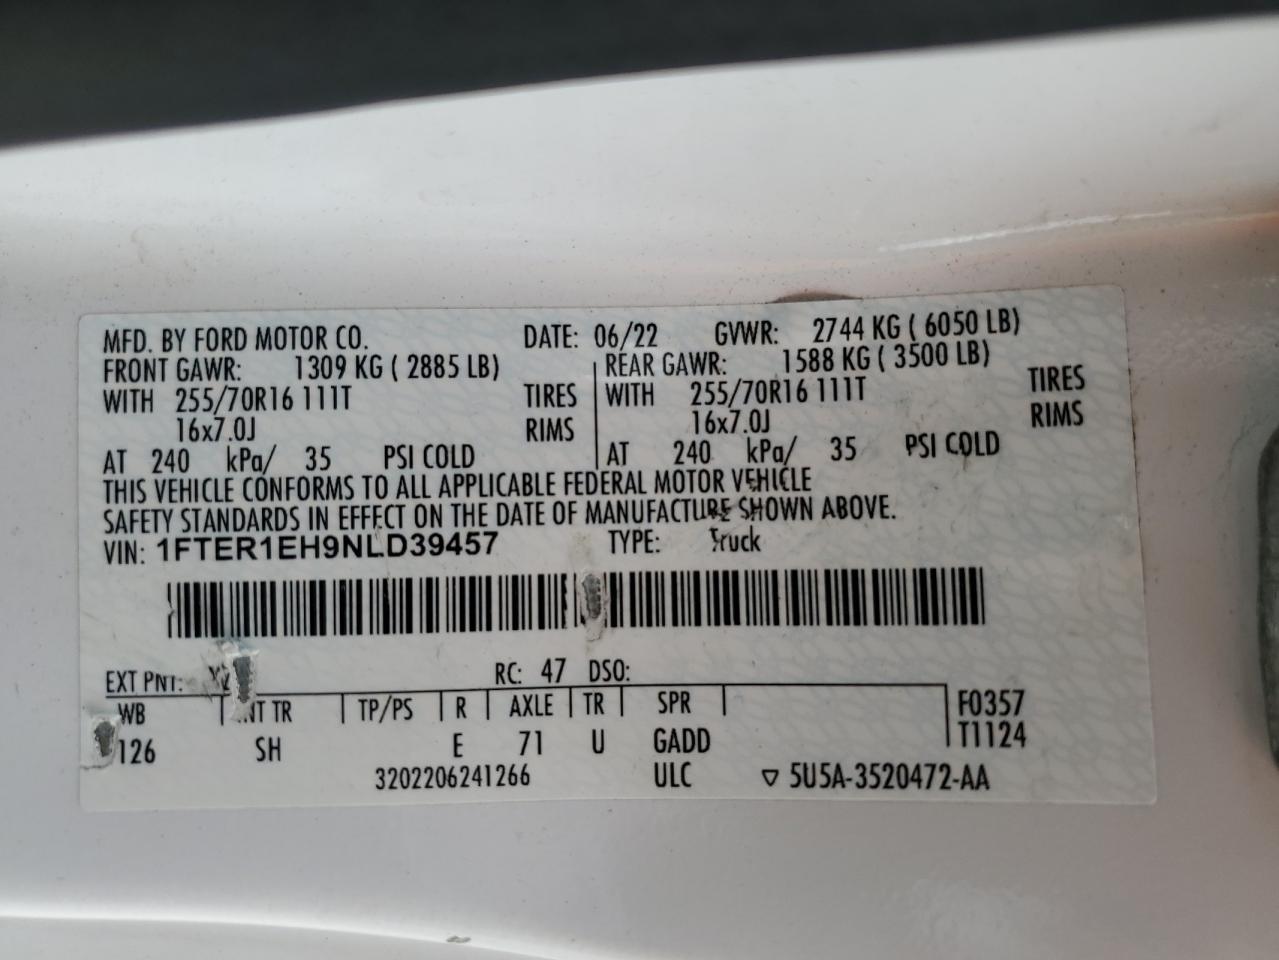 MFD. BY FORD MOTOR CO. DATE: 06/22 GVWR: 2744 KG ( 6050 LB)
FRONT GAWR: 1309 KG ( 2885 LB) REAR GAWR: 1588 KG ( 3500 LB)
WITH 255/70R16 111T TIRES WITH 255/70R16 111T TIRES
16x7.0J RIMS 16x7.0J RIMS
AT 240 kPa/ 35 PSI COLD AT 240 kPa/ 35 PSI COLD
THIS VEHICLE CONFORMS TO ALL APPLICABLE FEDERAL MOTOR VEHICLE
SAFETY STANDARDS IN EFFECT ON THE DATE OF MANUFACTURE SHOWN ABOVE.
VIN: 1FTER1EH9NLD39457 TYPE: Truck
EXT PNT: RC: 47 DSO:
WB INT TR TP/PS R AXLE TR SPR F0357
126 SH E 71 U GADD T1124
3202206241266 ULC ▽ 5U5A-3520472-AA